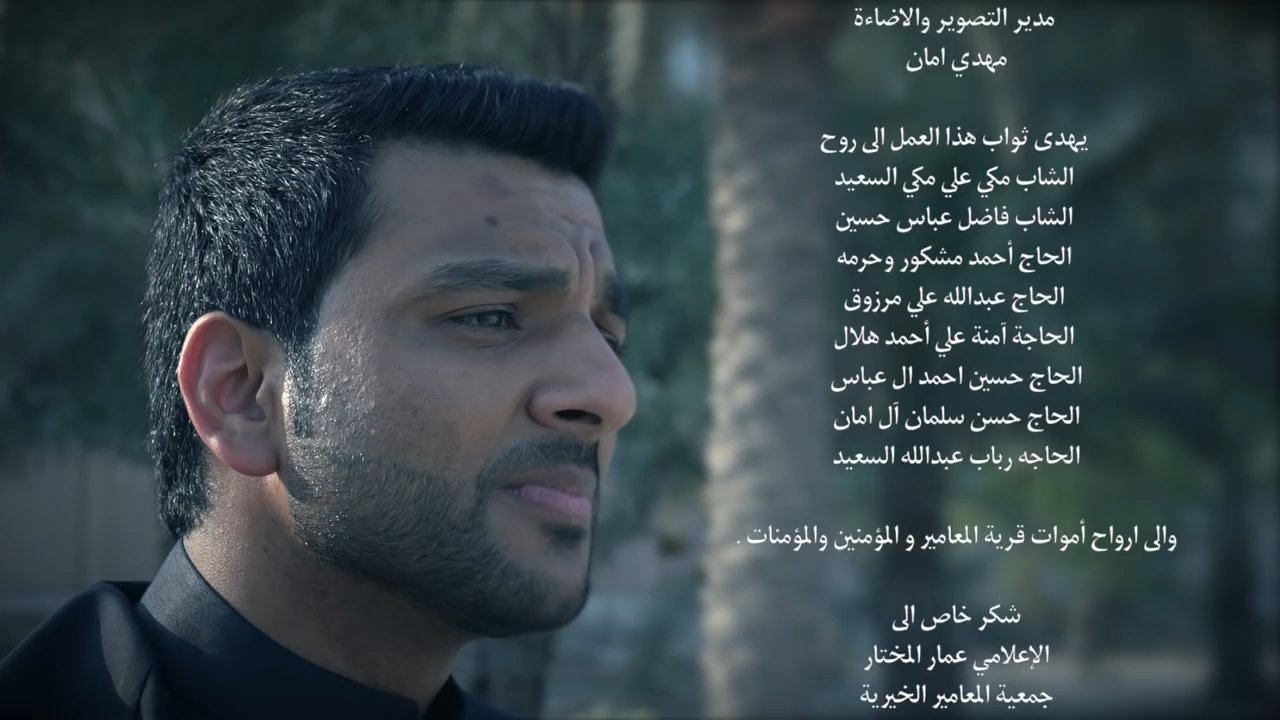 مدير التصوير والاضاءة
مهدي امان
يهدى ثواب هذا العمل الى روح
الشاب مكي علي مكي السعيد
الشاب فاضل عباس حسين
الحاج أحمد مشكور وحرمه
الحاج عبدالله علي مرزوق
الحاجة آمنة علي أحمد هلال
الحاج حسين احمد ال عباس
الحاج حسن سلمان آل امان
الحاجه رباب عبدالله السعيد
والى ارواح أموات قرية المعامير و المؤمنين والمؤمنات .
شكر خاص الى
الإعلامي عمار المختار
جمعية المعامير الخيرية